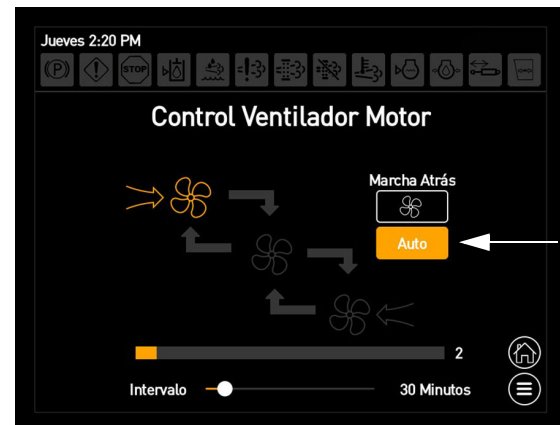 Jueves 2:20 PM
(P) STOP
Control Ventilador Motor
Marcha Atrás
Auto
2
Intervalo 30 Minutos